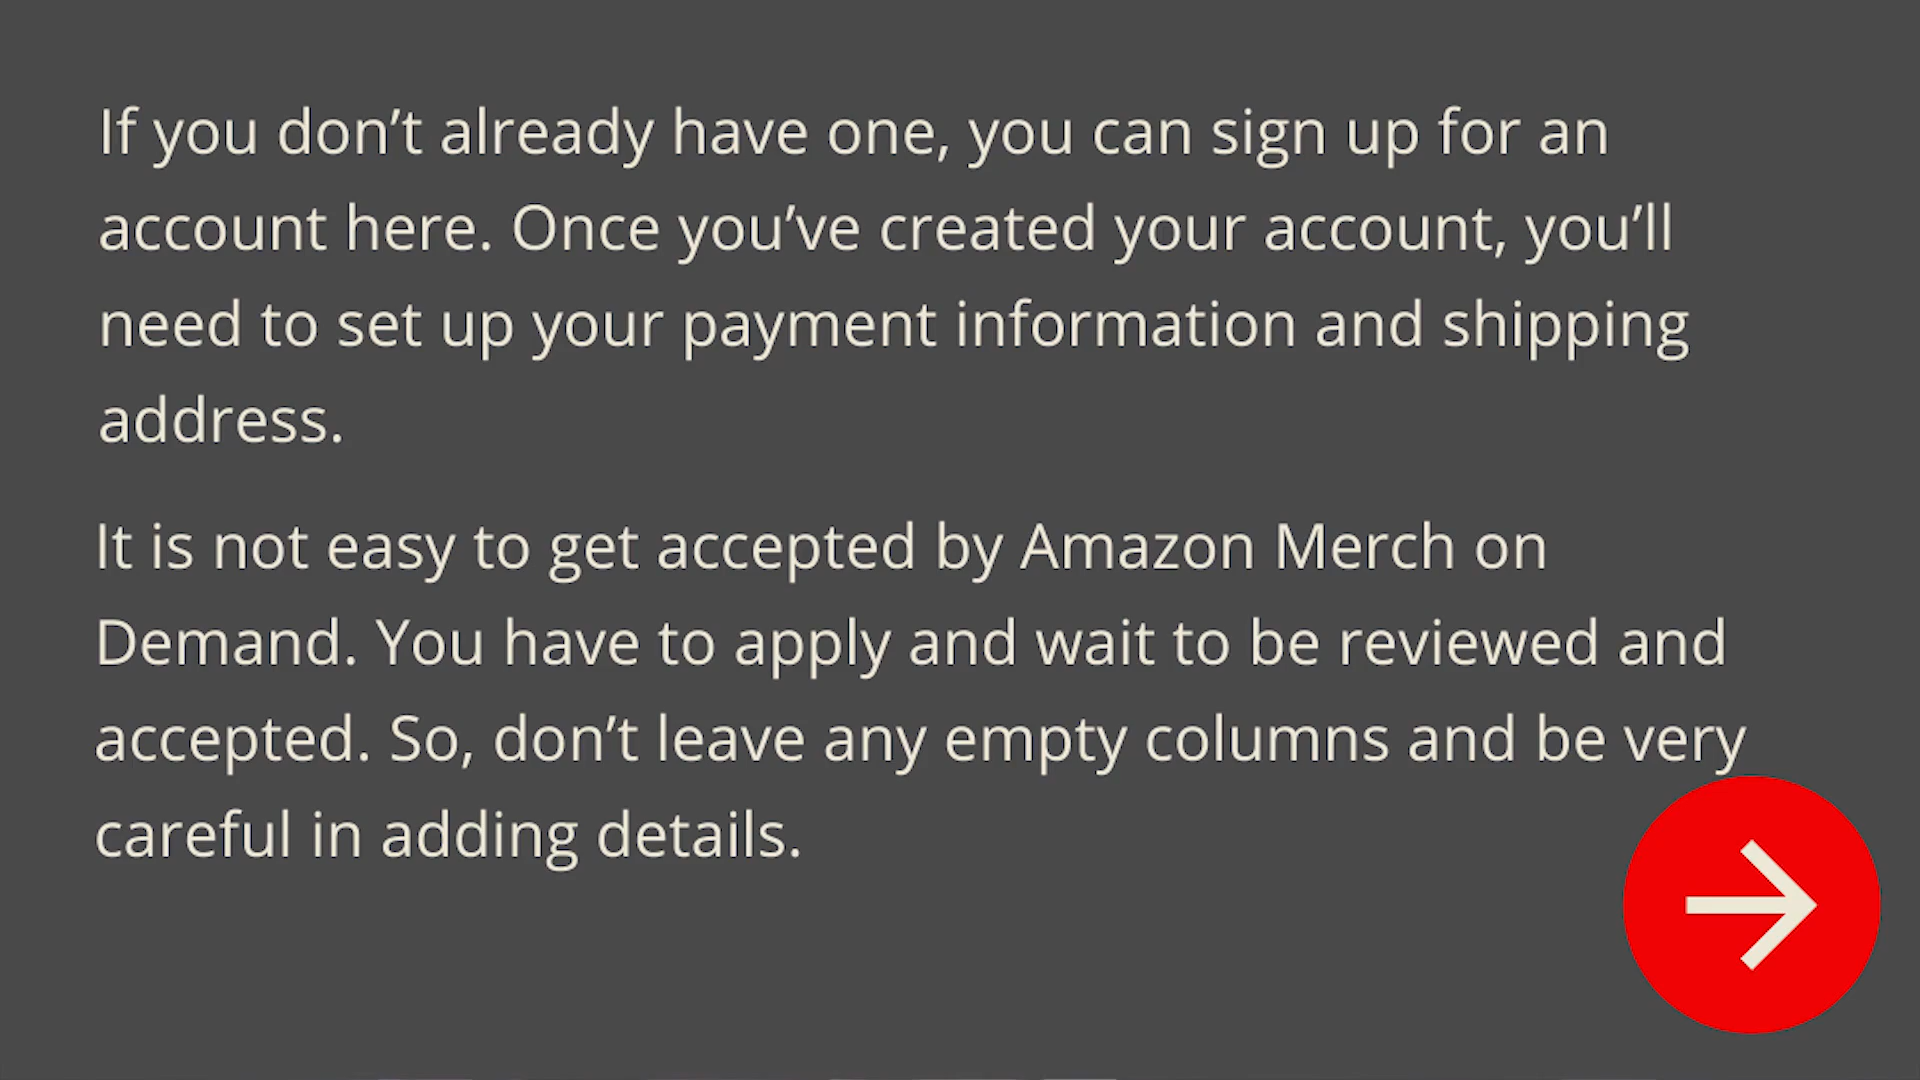 If you don’t already have one, you can sign up for an
account here. Once you’ve created your account, you’ll
need to set up your payment information and shipping
address.
It is not easy to get accepted by Amazon Merch on
Demand. You have to apply and wait to be reviewed and
accepted. So, don’t leave any empty columns and be very
careful in adding details.